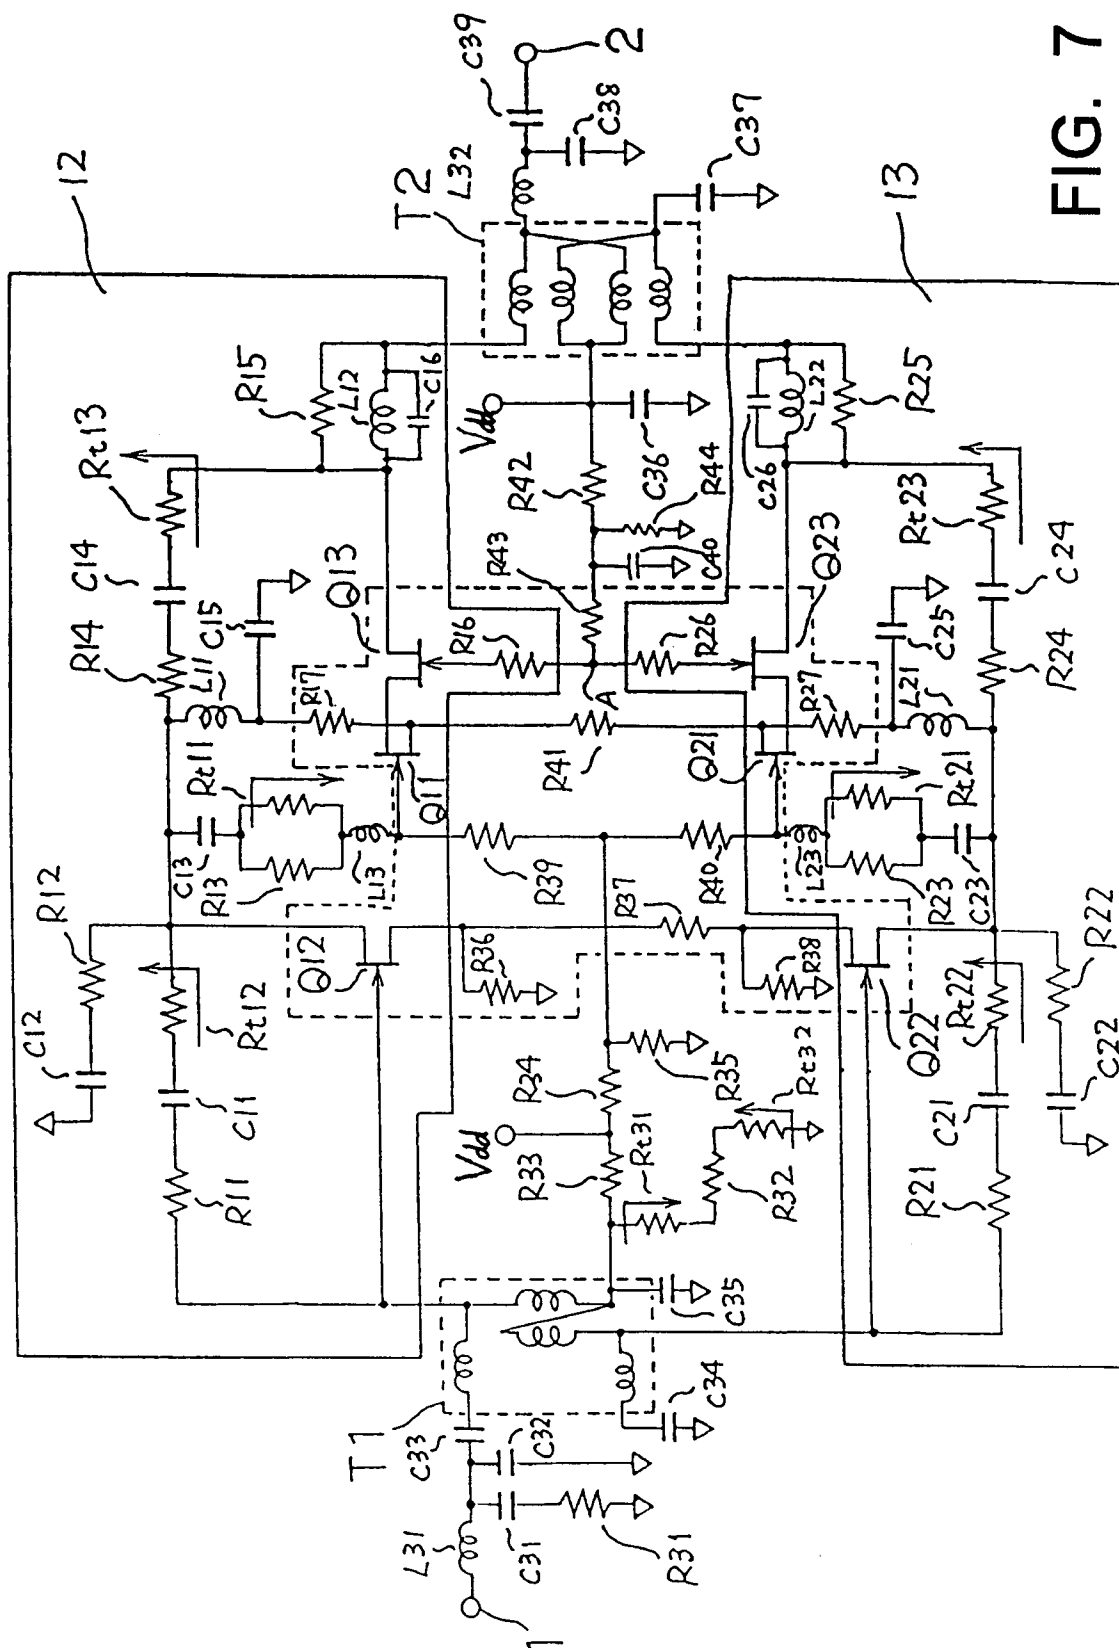 12
R15
Rt13
L12
C16
C14
R14
C15
L11
Q13
R16
R17
Rt11
Q11
C13
R13
L13
R12
C12
Q12
Rt12
C11
R11
R36
R39
R37
R41
A
R43
R42
Vdd
C36
R44
C40
T2
L32
C39
2
C38
C37
R34
R35
Vdd
R33
Rt31
Rt32
R32
R38
R40
T1
C33
C32
C31
R31
L31
1
C34
C35
13
R25
L22
C26
Rt23
C24
R24
C25
L21
Q23
R26
R27
Q21
Rt21
L23
R23
C23
R22
C22
Q22
Rt22
C21
R21
FIG. 7